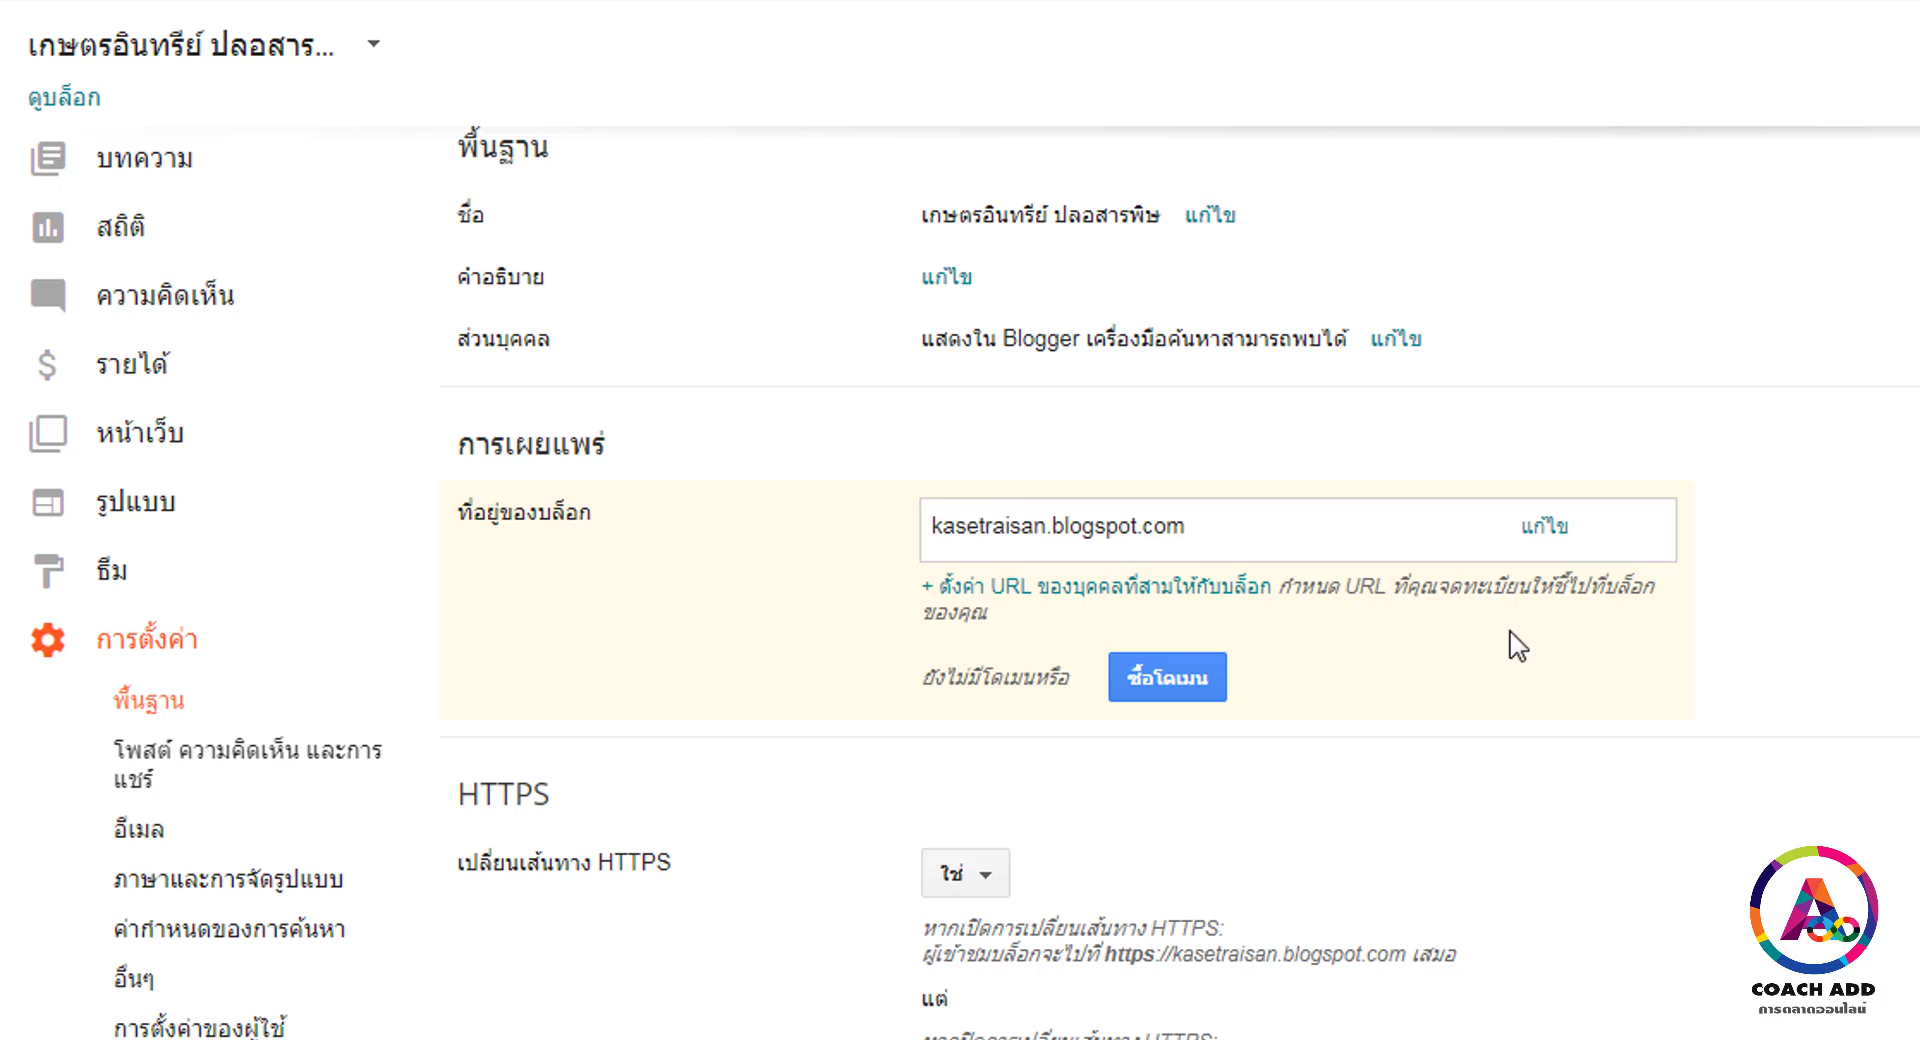 เกษตรอินทรีย์ ปลอสาร...
ดูบล็อก
บทความ
สถิติ
ความคิดเห็น
รายได้
หน้าเว็บ
รูปแบบ
ธีม
การตั้งค่า
พื้นฐาน
โพสต์ ความคิดเห็น และการ
แชร์
อีเมล
ภาษาและการจัดรูปแบบ
ค่ากำหนดของการค้นหา
อื่นๆ
การตั้งค่าของผู้ใช้
พื้นฐาน
ชื่อ
เกษตรอินทรีย์ ปลอสารพิษ แก้ไข
คำอธิบาย
แก้ไข
ส่วนบุคคล
แสดงใน Blogger เครื่องมือค้นหาสามารถพบได้ แก้ไข
การเผยแพร่
ที่อยู่ของบล็อก
kasetraisan.blogspot.com แก้ไข
+ ตั้งค่า URL ของบุคคลที่สามให้กับบล็อก กำหนด URL ที่คุณจดทะเบียนให้ชี้ไปที่บล็อก
ของคุณ
ยังไม่มีโดเมนหรือ ซื้อโดเมน
HTTPS
เปลี่ยนเส้นทาง HTTPS
ใช่
หากเปิดการเปลี่ยนเส้นทาง HTTPS:
ผู้เข้าชมบล็อกจะไปที่ https://kasetraisan.blogspot.com เสมอ
แต่
หากปิดการเปลี่ยนเส้นทาง HTTPS:
COACH ADD
การตลาดออนไลน์